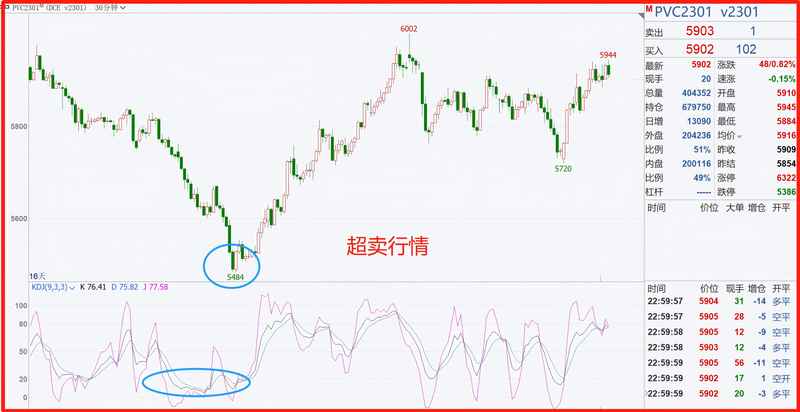 PVC2301M (DCE v2301) 30分钟
6002
5944
5800
5720
5600
5484
超卖行情
16天
KDJ(9,3,3) K 76.41 D 75.82 J 77.58
100
80
60
40
20
0
M PVC2301 v2301
卖出 5903 1
买入 5902 102
最新 5902 涨跌 48/0.82%
现手 20 速涨 -0.15%
总量 404352 开盘 5910
持仓 679750 最高 5945
日增 13090 最低 5884
外盘 204236 均价 5916
比例 51% 昨收 5909
内盘 200116 昨结 5854
比例 49% 涨停 6322
杠杆 ----- 跌停 5386
时间 价位 大单 增仓 开平
时间 价位 现手 增仓 开平
22:59:57 5904 31 -14 多平
22:59:57 5905 28 -5 空平
22:59:58 5905 12 -9 空平
22:59:58 5903 12 -4 多平
22:59:59 5905 56 -11 空平
22:59:59 5902 17 1 空开
22:59:59 5902 20 -3 多平